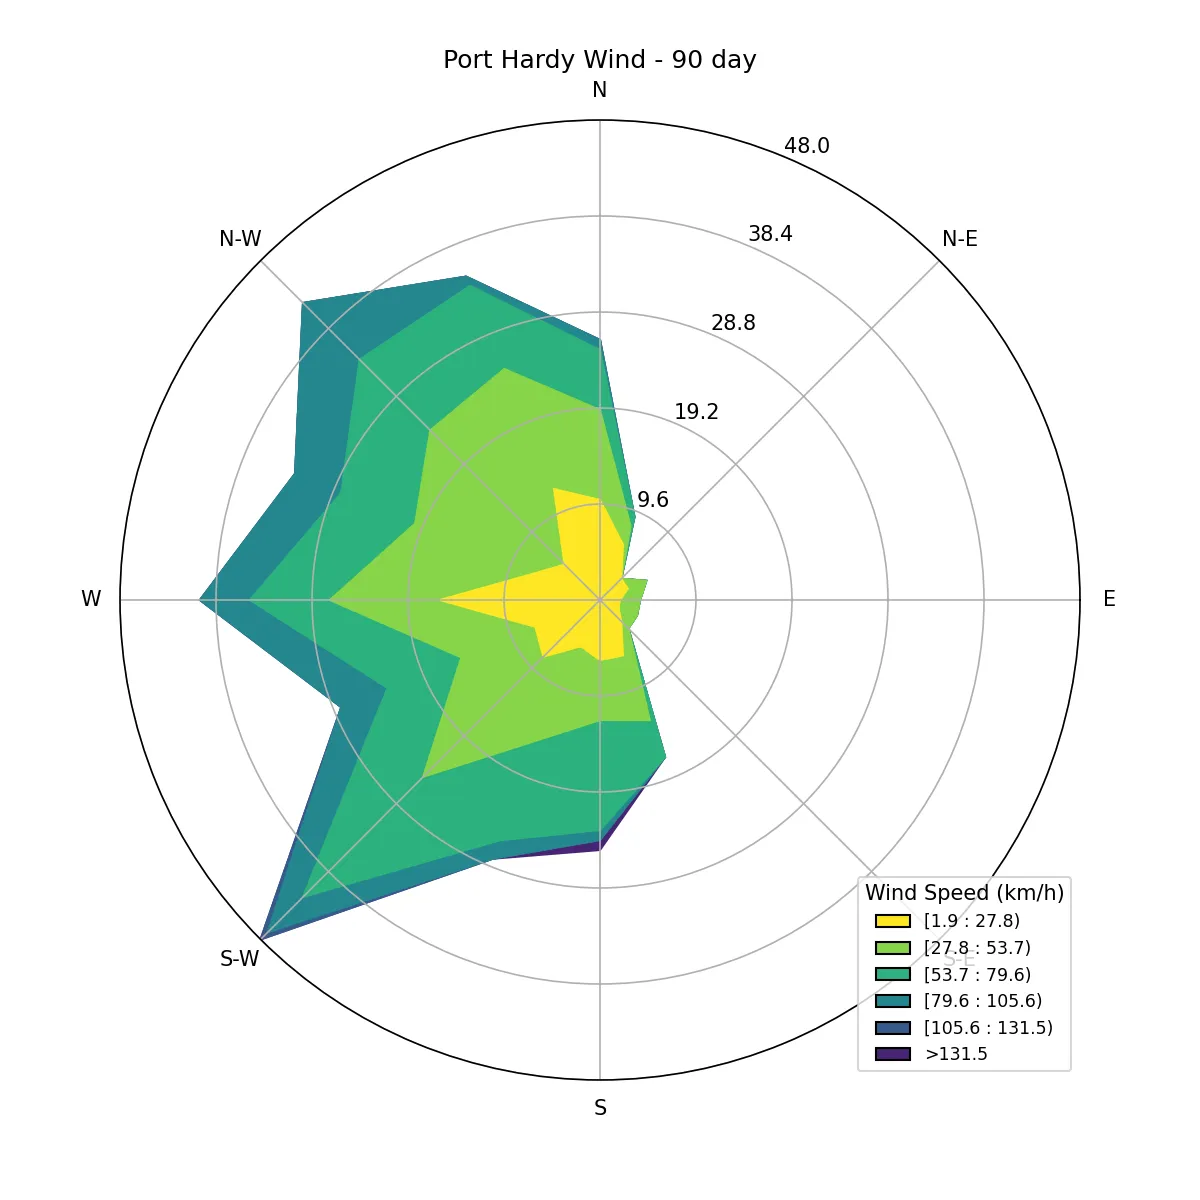 Port Hardy Wind - 90 day
N
48.0
38.4
N-W
N-E
28.8
19.2
9.6
W
E
Wind Speed (km/h)
[1.9 : 27.8)
[27.8 : 53.7)
S-W
S-E
[53.7 : 79.6)
[79.6 : 105.6)
[105.6 : 131.5)
>131.5
S